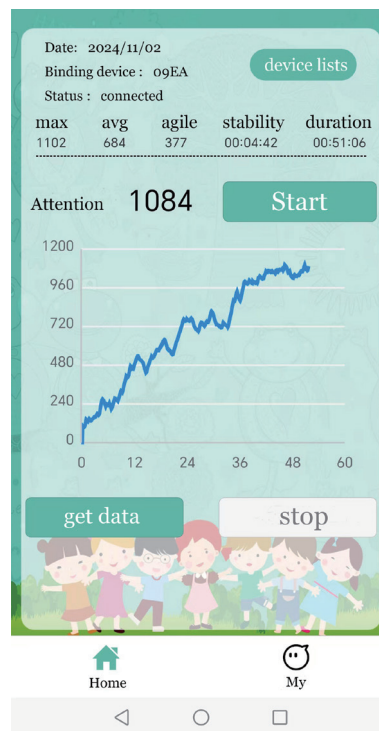 Date: 2024/11/02
Binding device : 09EA
device lists
Status : connected
max avg agile stability duration
1102 684 377 00:04:42 00:51:06
Attention 1084 Start
1200
960
720
480
240
0
0 12 24 36 48 60
get data stop
Home My